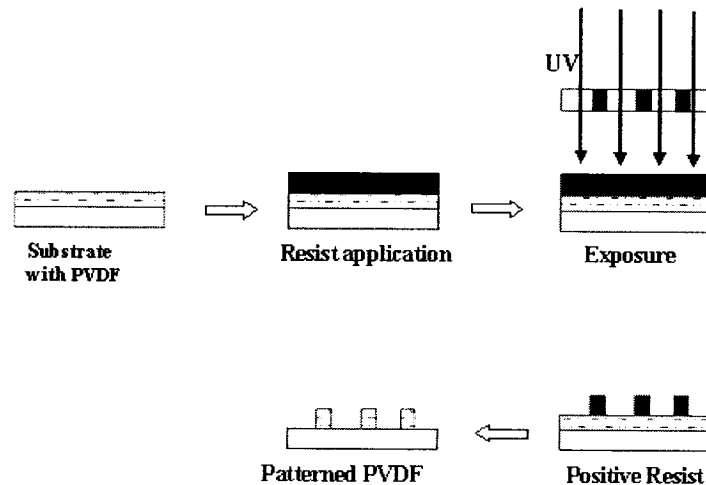 UV
Substrate
with PVDF
Resist application
Exposure
Patterned PVDF
Positive Resist